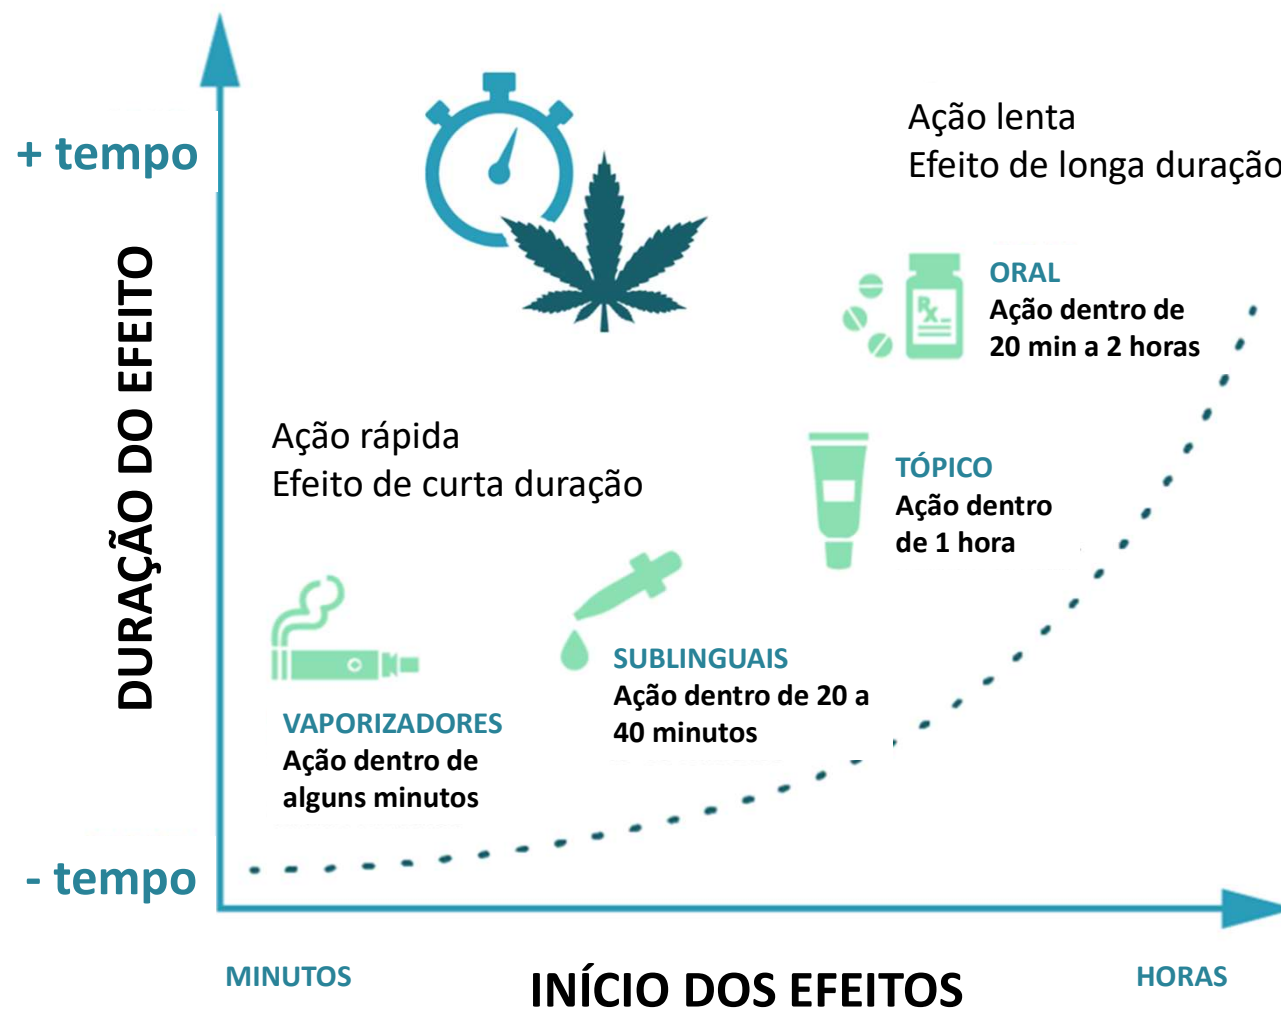 + tempo
DURAÇÃO DO EFEITO
- tempo
Ação lenta
Efeito de longa duração
Rx
ORAL
Ação dentro de
20 min a 2 horas
Ação rápida
Efeito de curta duração
TÓPICO
Ação dentro
de 1 hora
SUBLINGUAIS
Ação dentro de 20 a
40 minutos
VAPORIZADORES
Ação dentro de
alguns minutos
MINUTOS
INÍCIO DOS EFEITOS
HORAS